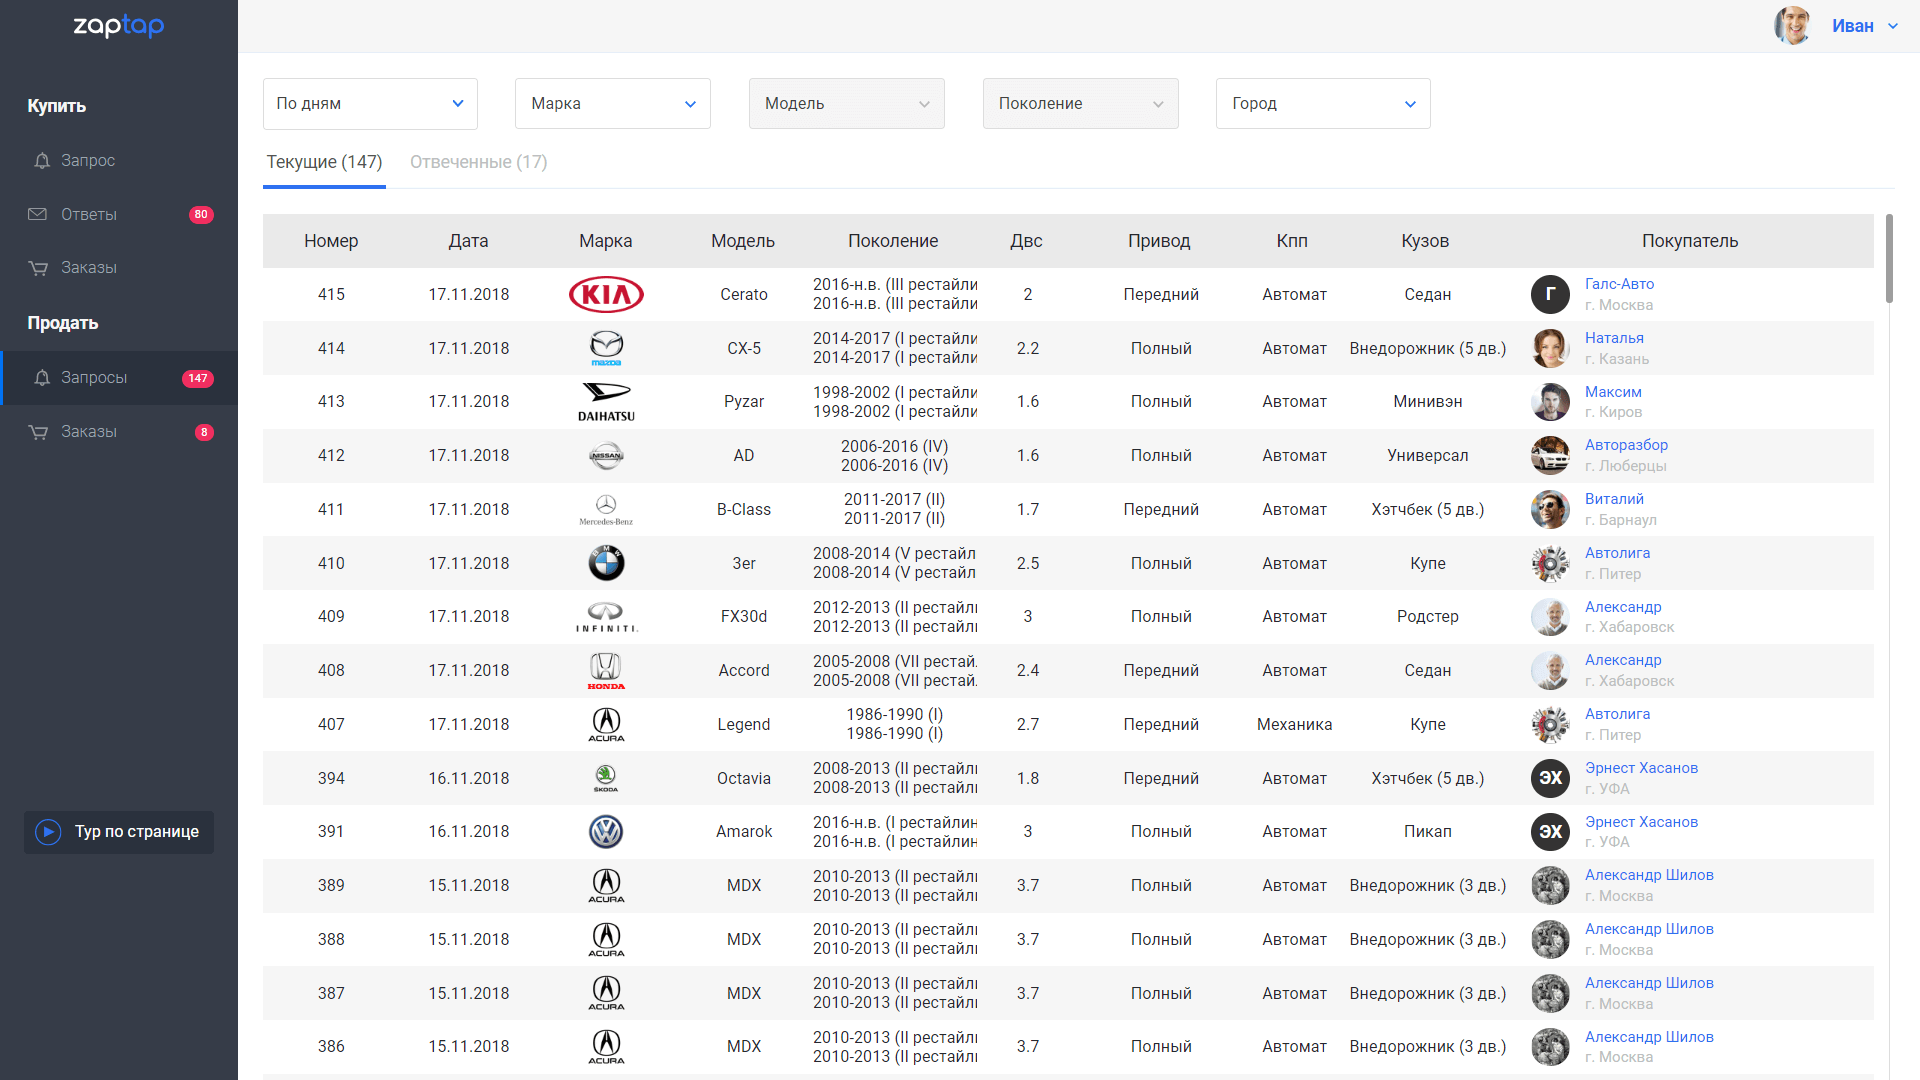 zaptap
Иван
Купить
Запрос
Ответы 80
Заказы
Продать
Запросы 147
Заказы 8
Тур по странице
По дням Марка Модель Поколение Город
Текущие (147) Отвеченные (17)
Номер Дата Марка Модель Поколение Двс Привод Кпп Кузов Покупатель
415 17.11.2018 KIA Cerato 2016-н.в. (III рестайли 2 Передний Автомат Седан Г Галс-Авто
2016-н.в. (III рестайли г. Москва
414 17.11.2018 mazda CX-5 2014-2017 (I рестайли 2.2 Полный Автомат Внедорожник (5 дв.) Наталья
2014-2017 (I рестайли г. Казань
413 17.11.2018 DAIHATSU Pyzar 1998-2002 (I рестайли 1.6 Полный Автомат Минивэн Максим
1998-2002 (I рестайли г. Киров
412 17.11.2018 NISSAN AD 2006-2016 (IV) 1.6 Полный Автомат Универсал Авторазбор
2006-2016 (IV) г. Люберцы
411 17.11.2018 Mercedes-Benz B-Class 2011-2017 (II) 1.7 Передний Автомат Хэтчбек (5 дв.) Виталий
2011-2017 (II) г. Барнаул
410 17.11.2018 BMW 3er 2008-2014 (V рестайл 2.5 Полный Автомат Купе Автолига
2008-2014 (V рестайл г. Питер
409 17.11.2018 INFINITI. FX30d 2012-2013 (II рестайлі 3 Полный Автомат Родстер Александр
2012-2013 (II рестайлі г. Хабаровск
408 17.11.2018 HONDA Accord 2005-2008 (VII рестай. 2.4 Передний Автомат Седан Александр
2005-2008 (VII рестай. г. Хабаровск
407 17.11.2018 ACURA Legend 1986-1990 (I) 2.7 Передний Механика Купе Автолига
1986-1990 (I) г. Питер
394 16.11.2018 ŠKODA Octavia 2008-2013 (II рестайлі 1.8 Передний Автомат Хэтчбек (5 дв.) ЭХ Эрнест Хасанов
2008-2013 (II рестайлі г. УФА
391 16.11.2018 Amarok 2016-н.в. (I рестайлин 3 Полный Автомат Пикап ЭХ Эрнест Хасанов
2016-н.в. (I рестайлин г. УФА
389 15.11.2018 ACURA MDX 2010-2013 (II рестайлі 3.7 Полный Автомат Внедорожник (3 дв.) Александр Шилов
2010-2013 (II рестайлі г. Москва
388 15.11.2018 ACURA MDX 2010-2013 (II рестайлі 3.7 Полный Автомат Внедорожник (3 дв.) Александр Шилов
2010-2013 (II рестайлі г. Москва
387 15.11.2018 ACURA MDX 2010-2013 (II рестайлі 3.7 Полный Автомат Внедорожник (3 дв.) Александр Шилов
2010-2013 (II рестайлі г. Москва
386 15.11.2018 ACURA MDX 2010-2013 (II рестайлі 3.7 Полный Автомат Внедорожник (3 дв.) Александр Шилов
2010-2013 (II рестайлі г. Москва